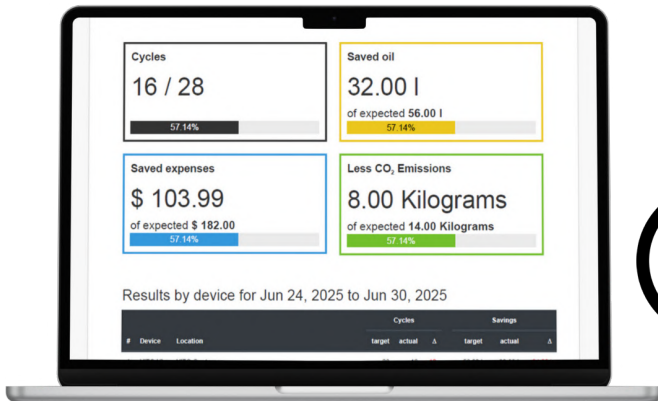 Cycles
16 / 28
57.14%
Saved oil
32.00 l
of expected 56.00 l
57.14%
Saved expenses
$ 103.99
of expected $ 182.00
57.14%
Less CO₂ Emissions
8.00 Kilograms
of expected 14.00 Kilograms
57.14%
Results by device for Jun 24, 2025 to Jun 30, 2025
Cycles Savings
# Device Location target actual Δ target actual Δ